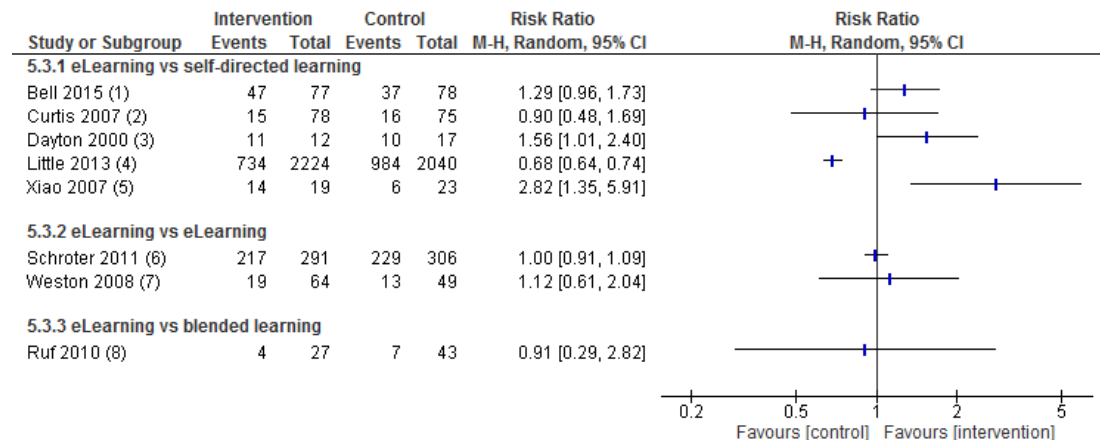 Intervention Control Risk Ratio Risk Ratio
Study or Subgroup Events Total Events Total M-H, Random, 95% CI M-H, Random, 95% CI
5.3.1 eLearning vs self-directed learning
Bell 2015 (1) 47 77 37 78 1.29 [0.96, 1.73]
Curtis 2007 (2) 15 78 16 75 0.90 [0.48, 1.69]
Dayton 2000 (3) 11 12 10 17 1.56 [1.01, 2.40]
Little 2013 (4) 734 2224 984 2040 0.68 [0.64, 0.74]
Xiao 2007 (5) 14 19 6 23 2.82 [1.35, 5.91]
5.3.2 eLearning vs eLearning
Schroter 2011 (6) 217 291 229 306 1.00 [0.91, 1.09]
Weston 2008 (7) 19 64 13 49 1.12 [0.61, 2.04]
5.3.3 eLearning vs blended learning
Ruf 2010 (8) 4 27 7 43 0.91 [0.29, 2.82]
0.2 0.5 1 2 5
Favours [control] Favours [intervention]